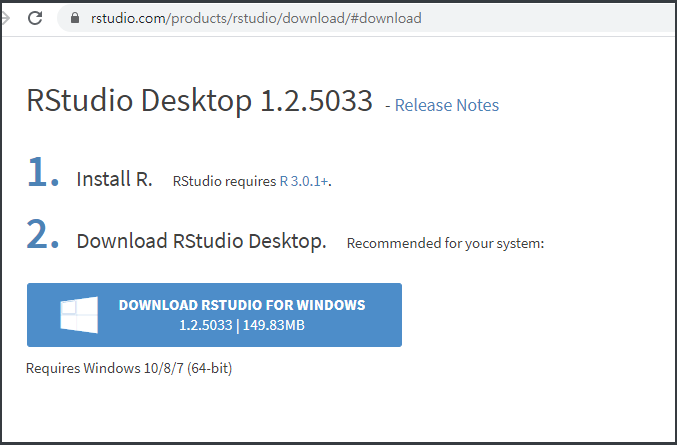 rstudio.com/products/rstudio/download/#download
RStudio Desktop 1.2.5033 - Release Notes
1. Install R. RStudio requires R 3.0.1+.
2. Download RStudio Desktop. Recommended for your system:
DOWNLOAD RSTUDIO FOR WINDOWS
1.2.5033 | 149.83MB
Requires Windows 10/8/7 (64-bit)